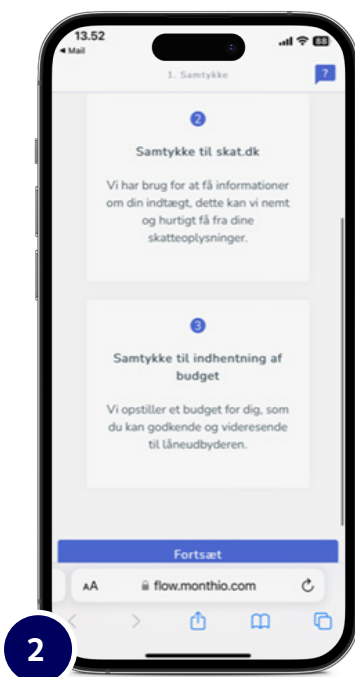 13.52
88
◀ Mail
1. Samtykke
?
2
Samtykke til skat.dk
Vi har brug for at få informationer
om din indtægt, dette kan vi nemt
og hurtigt få fra dine
skatteoplysninger.
3
Samtykke til indhentning af
budget
Vi opstiller et budget for dig, som
du kan godkende og videresende
til låneudbyderen.
Fortsæt
AA
flow.monthio.com
2